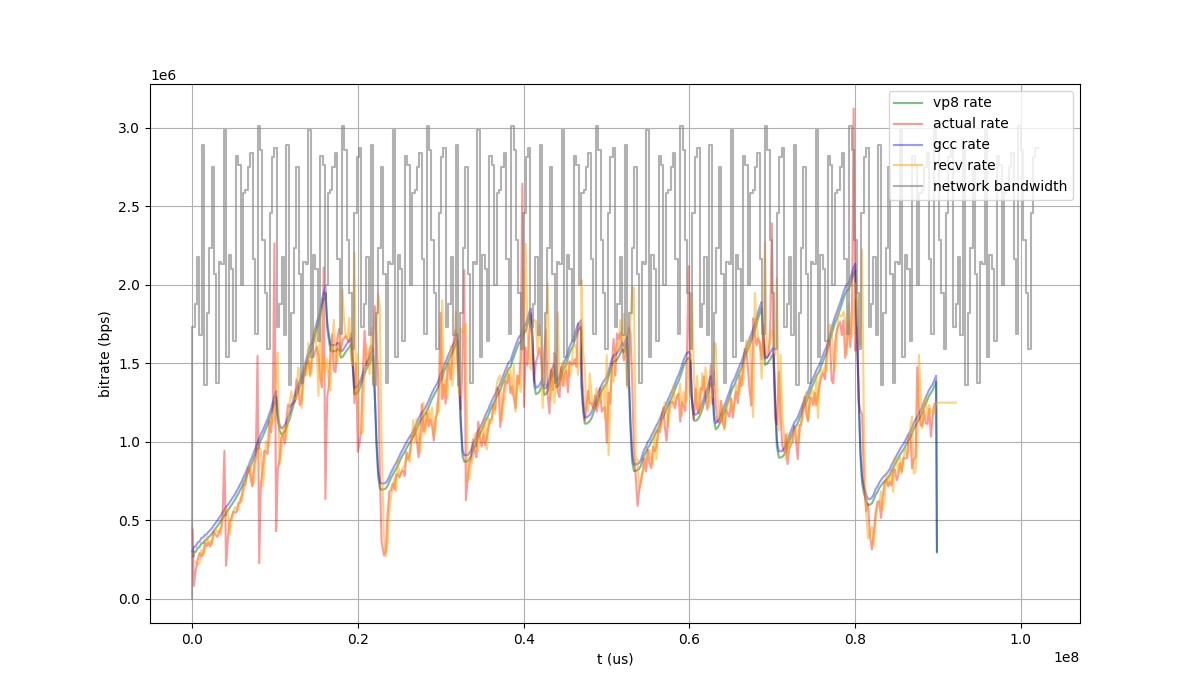 1e6
3.0
2.5
2.0
1.5
1.0
0.5
0.0
bitrate (bps)
vp8 rate
actual rate
gcc rate
recv rate
network bandwidth
0.0 0.2 0.4 0.6 0.8 1.0
t (us)
1e8